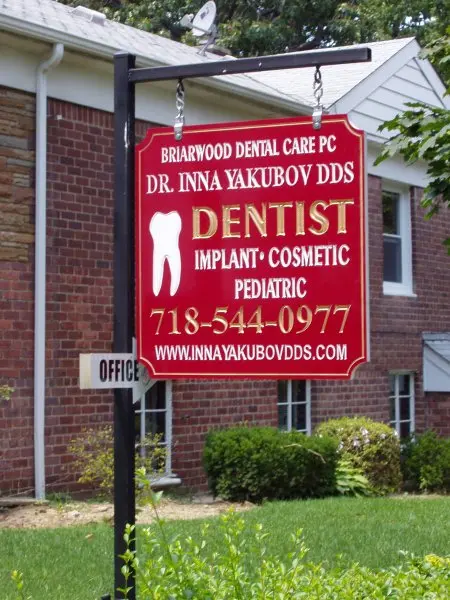 BRIARWOOD DENTAL CARE PC
DR. INNA YAKUBOV DDS
DENTIST
IMPLANT • COSMETIC
PEDIATRIC
718-544-0977
WWW.INNAYAKUBOVDDS.COM
OFFICE